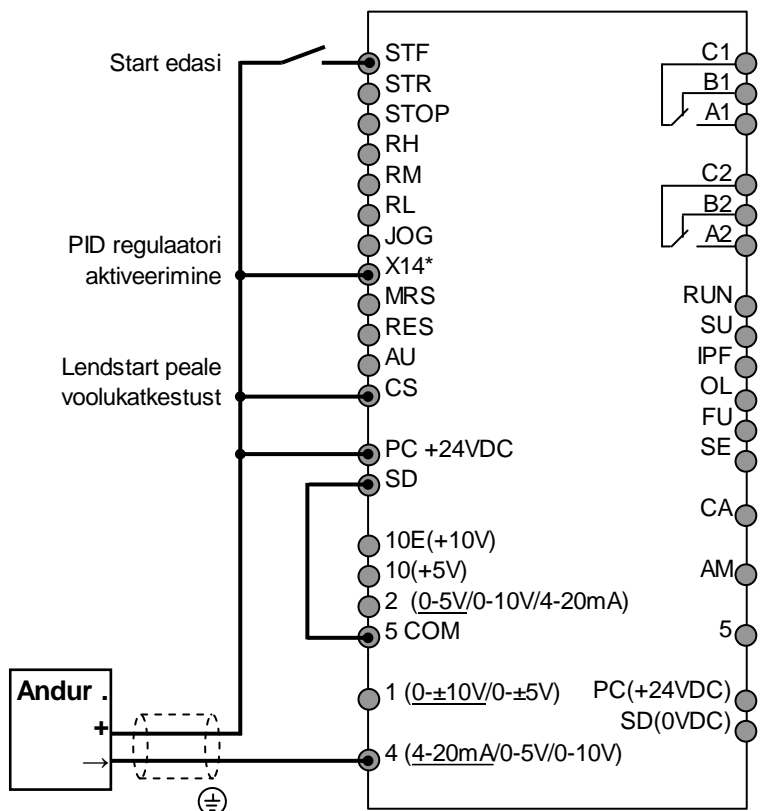 Start edasi
PID regulaatori
aktiveerimine
Lendstart peale
voolukatkestust
Andur .
+
→
STF
STR
STOP
RH
RM
RL
JOG
X14*
MRS
RES
AU
CS
PC +24VDC
SD
10E(+10V)
10(+5V)
2 (0-5V/0-10V/4-20mA)
5 COM
1 (0-±10V/0-±5V)
4 (4-20mA/0-5V/0-10V)
C1
B1
A1
C2
B2
A2
RUN
SU
IPF
OL
FU
SE
CA
AM
5
PC(+24VDC)
SD(0VDC)